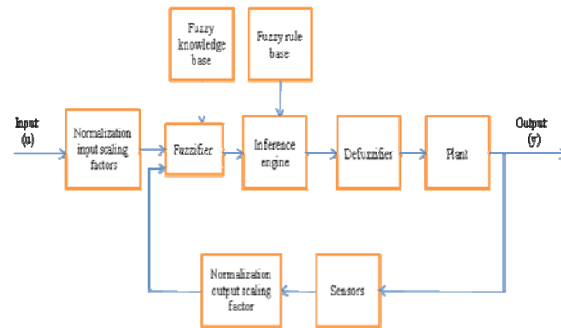 Fuzzy
knowledge
base
Fuzzy rule
base
Input
(u)
Normalization
input scaling
factors
Fuzzifier
Inference
engine
Defuzzifier
Plant
Output
(y)
Normalization
output scaling
factor
Sensors